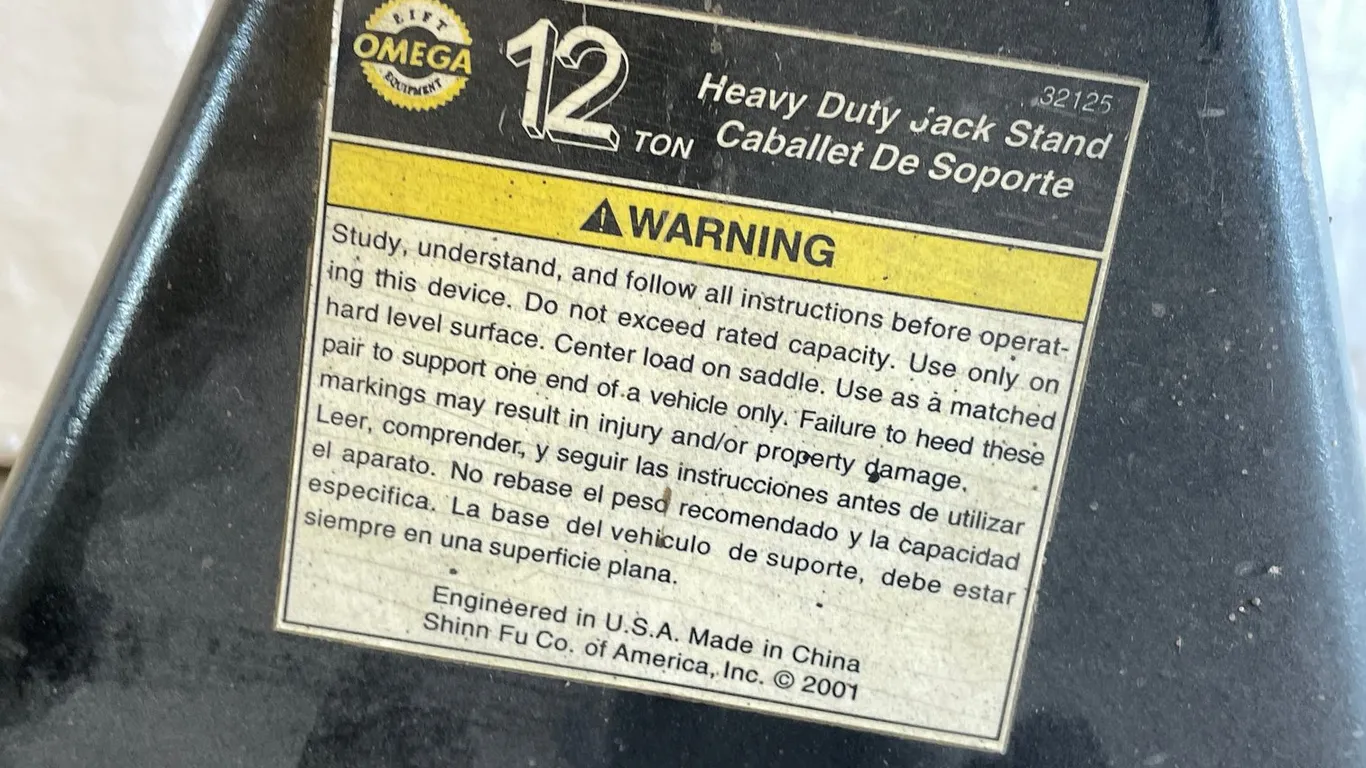 LIFT
OMEGA
EQUIPMENT
12 TON
32125
Heavy Duty Jack Stand
Caballet De Soporte
WARNING
Study, understand, and follow all instructions before operat-
ing this device. Do not exceed rated capacity. Use only on
hard level surface. Center load on saddle. Use as a matched
pair to support one end of a vehicle only. Failure to heed these
markings may result in injury and/or property damage.
Leer, comprender, y seguir las instrucciones antes de utilizar
el aparato. No rebase el peso recomendado y la capacidad
especifica. La base del vehiculo de suporte, debe estar
siempre en una superficie plana.
Engineered in U.S.A. Made in China
Shinn Fu Co. of America, Inc. © 2001